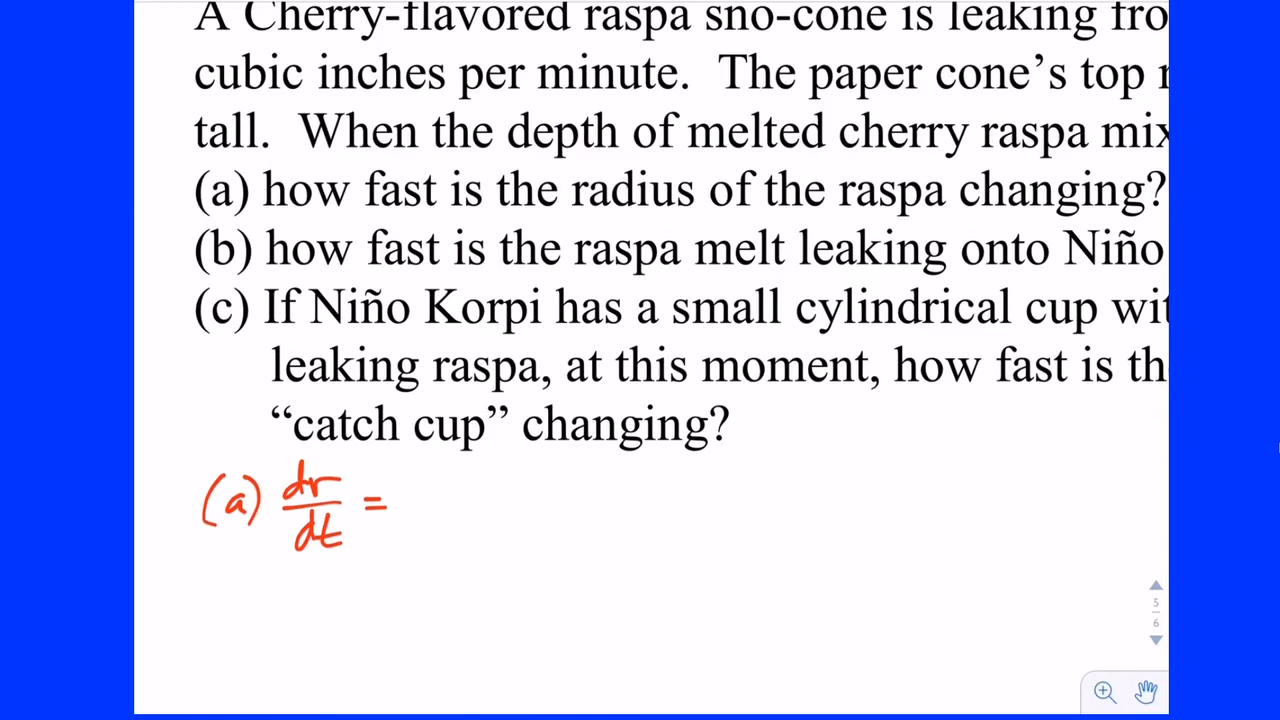 A Cherry-flavored raspa sno-cone is leaking fro
cubic inches per minute. The paper cone's top
tall. When the depth of melted cherry raspa mix
(a) how fast is the radius of the raspa changing?
(b) how fast is the raspa melt leaking onto Niño
(c) If Niño Korpi has a small cylindrical cup wit
leaking raspa, at this moment, how fast is th
“catch cup” changing?
(a) dr/dt =
5
6